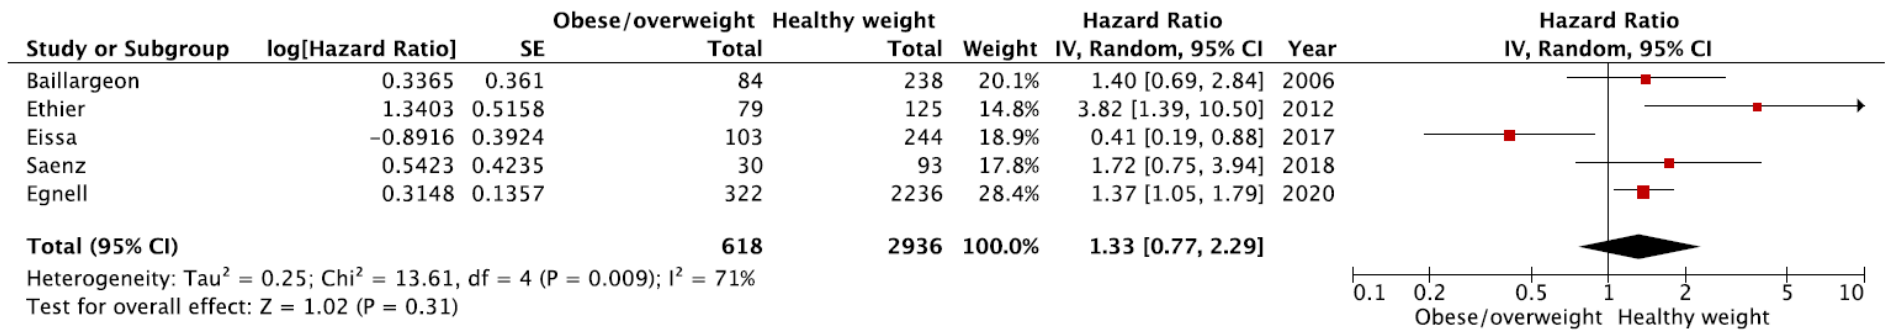 Obese/overweight Healthy weight Hazard Ratio Hazard Ratio
Study or Subgroup log[Hazard Ratio] SE Total Total Weight IV, Random, 95% CI Year IV, Random, 95% CI
Baillargeon 0.3365 0.361 84 238 20.1% 1.40 [0.69, 2.84] 2006
Ethier 1.3403 0.5158 79 125 14.8% 3.82 [1.39, 10.50] 2012
Eissa −0.8916 0.3924 103 244 18.9% 0.41 [0.19, 0.88] 2017
Saenz 0.5423 0.4235 30 93 17.8% 1.72 [0.75, 3.94] 2018
Egnell 0.3148 0.1357 322 2236 28.4% 1.37 [1.05, 1.79] 2020
Total (95% CI) 618 2936 100.0% 1.33 [0.77, 2.29]
Heterogeneity: Tau² = 0.25; Chi² = 13.61, df = 4 (P = 0.009); I² = 71%
Test for overall effect: Z = 1.02 (P = 0.31)
0.1 0.2 0.5 1 2 5 10
Obese/overweight Healthy weight